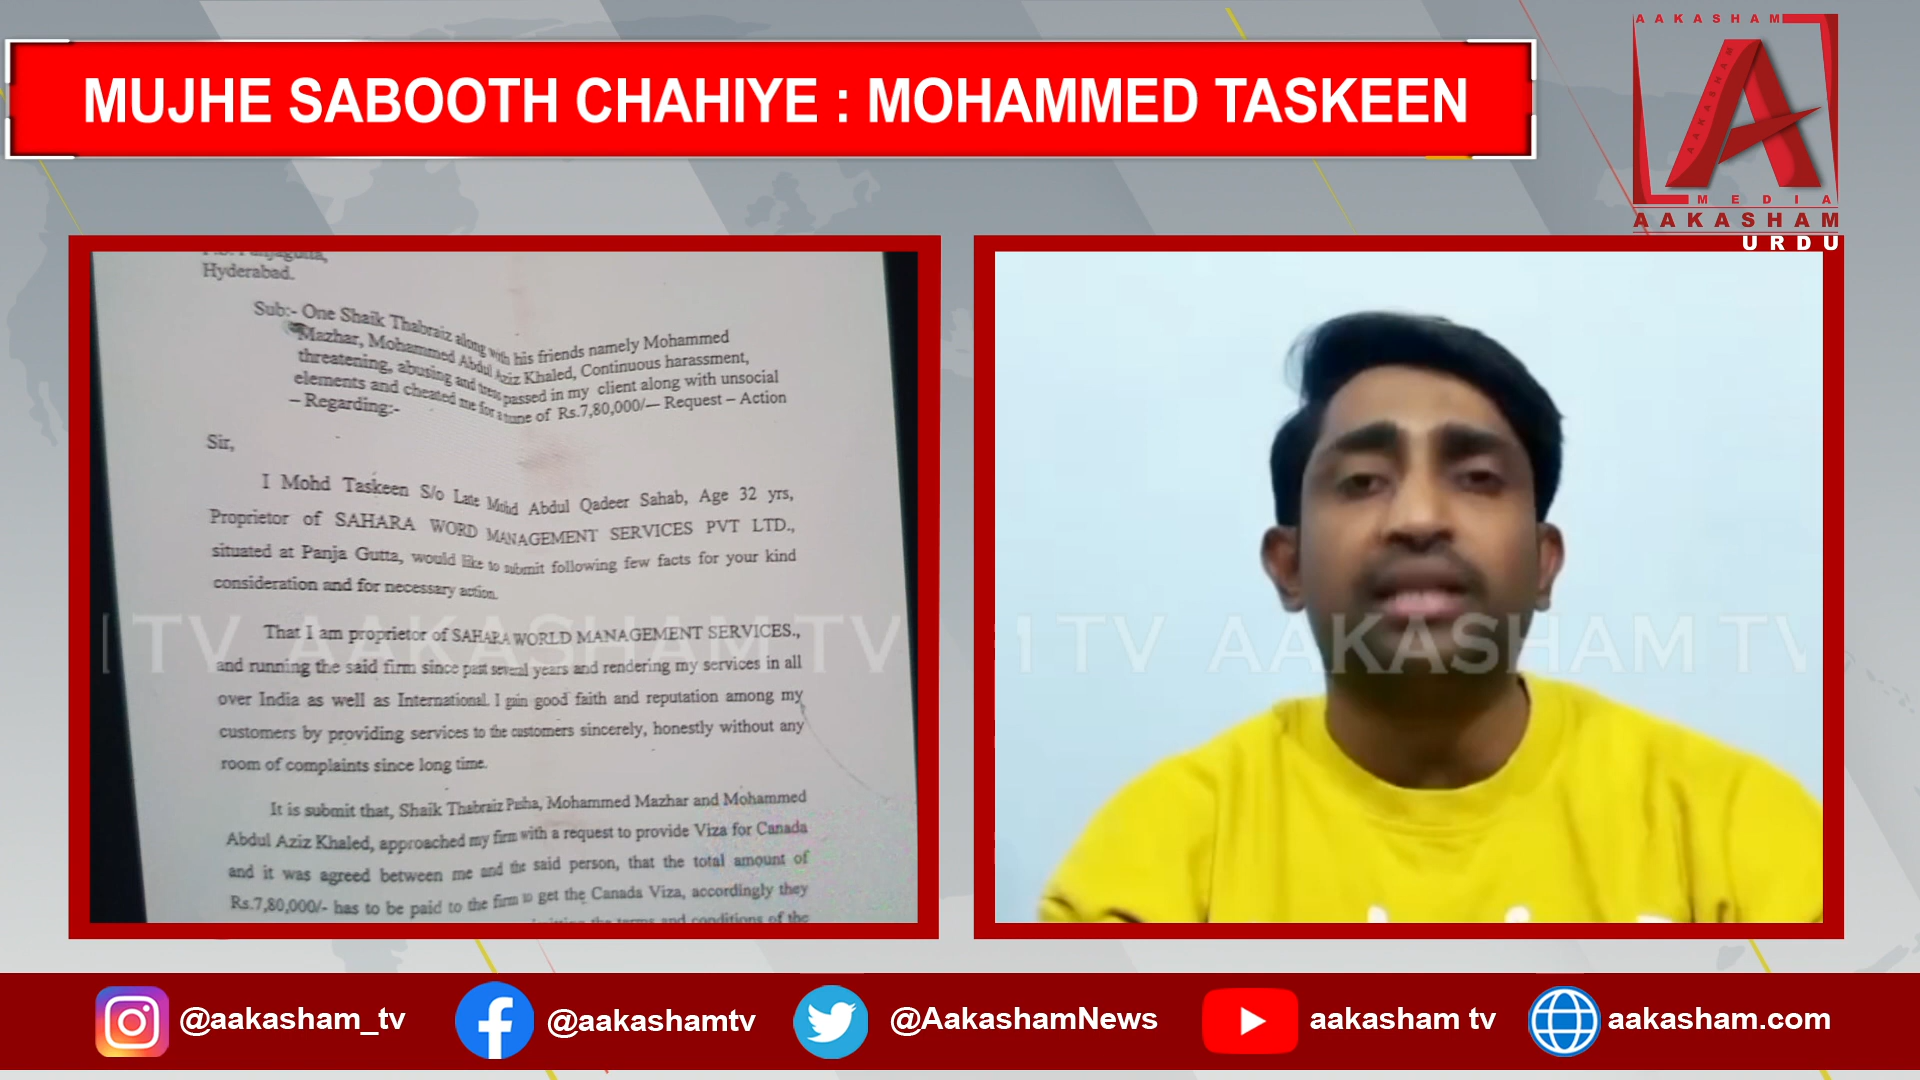 MUJHE SABOOTH CHAHIYE : MOHAMMED TASKEEN
AAKASHAM
AAKASHAM
MEDIA
AAKASHAM
URDU
Hyderabad.
Sub:- One Shaik Thabraiz along with his friends namely Mohammed
Mazhar, Mohammed Abdul Aziz Khaled, Continuous harassment,
threatening, abusing and passed in my client along with unsocial
elements and cheated me for a tune of Rs.7,80,000/-– Request – Action
– Regarding:-
Sir,
I Mohd Taskeen S/o Late Mohd Abdul Qadeer Sahab, Age 32 yrs,
Proprietor of SAHARA WORD MANAGEMENT SERVICES PVT LTD.,
situated at Panja Gutta, would like to submit following few facts for your kind
consideration and for necessary action.
That I am proprietor of SAHARA WORLD MANAGEMENT SERVICES.,
and running the said firm since past several years and rendering my services in all
over India as well as International. I gain good faith and reputation among my
customers by providing services to the customers sincerely, honestly without any
room of complaints since long time.
It is submit that, Shaik Thabraiz Pasha, Mohammed Mazhar and Mohammed
Abdul Aziz Khaled, approached my firm with a request to provide Viza for Canada
and it was agreed between me and the said person, that the total amount of
Rs.7,80,000/- has to be paid to the firm to get the Canada Viza, accordingly they
the terms and conditions of the
TV AAKASHAM TV
TV AAKASHAM TV
@aakasham_tv
@aakashamtv
@AakashamNews
aakasham tv
aakasham.com